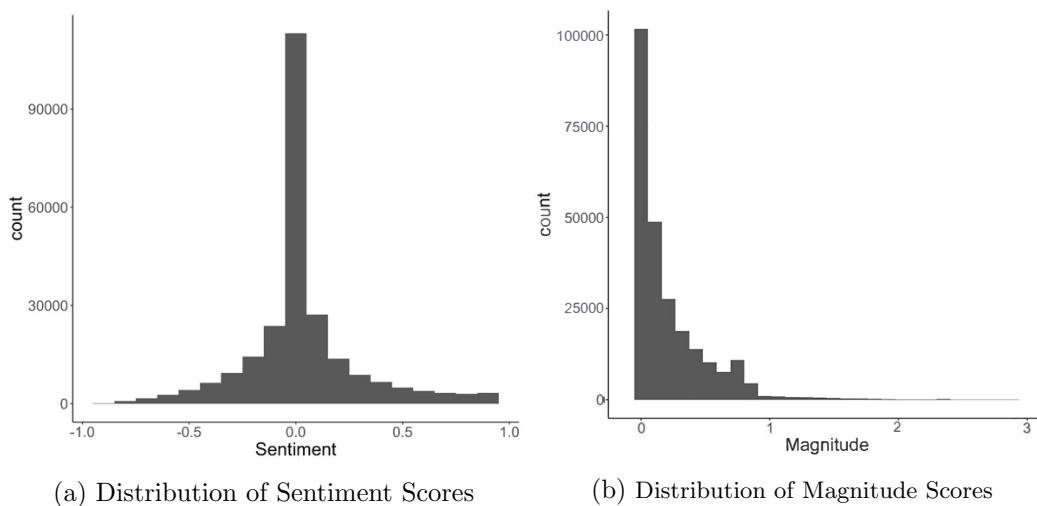 90000
60000
30000
0
count
-1.0 -0.5 0.0 0.5 1.0
Sentiment
(a) Distribution of Sentiment Scores
100000
75000
50000
25000
0
count
0 1 2 3
Magnitude
(b) Distribution of Magnitude Scores